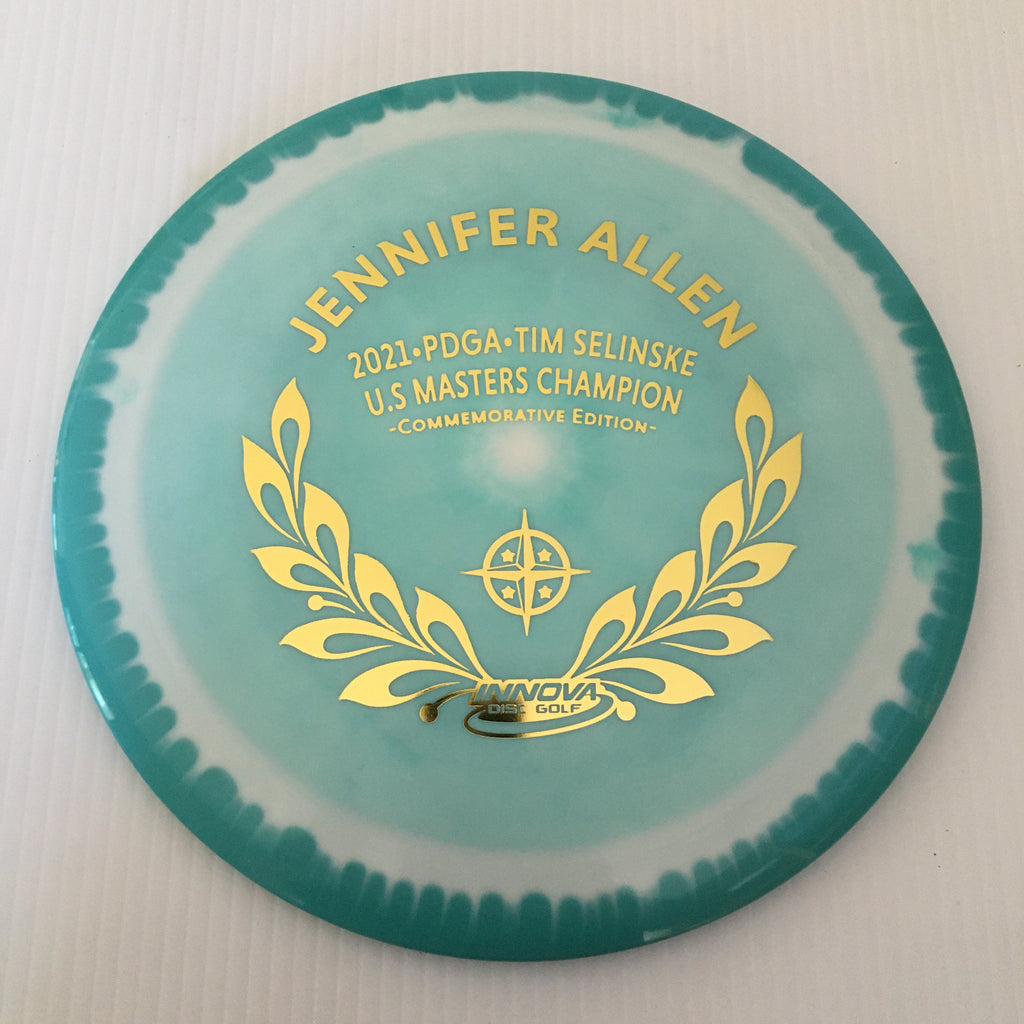 JENNIFER ALLEN
2021•PDGA•TIM SELINSKE
U.S MASTERS CHAMPION
-COMMEMORATIVE EDITION-
INNOVA
DISC GOLF